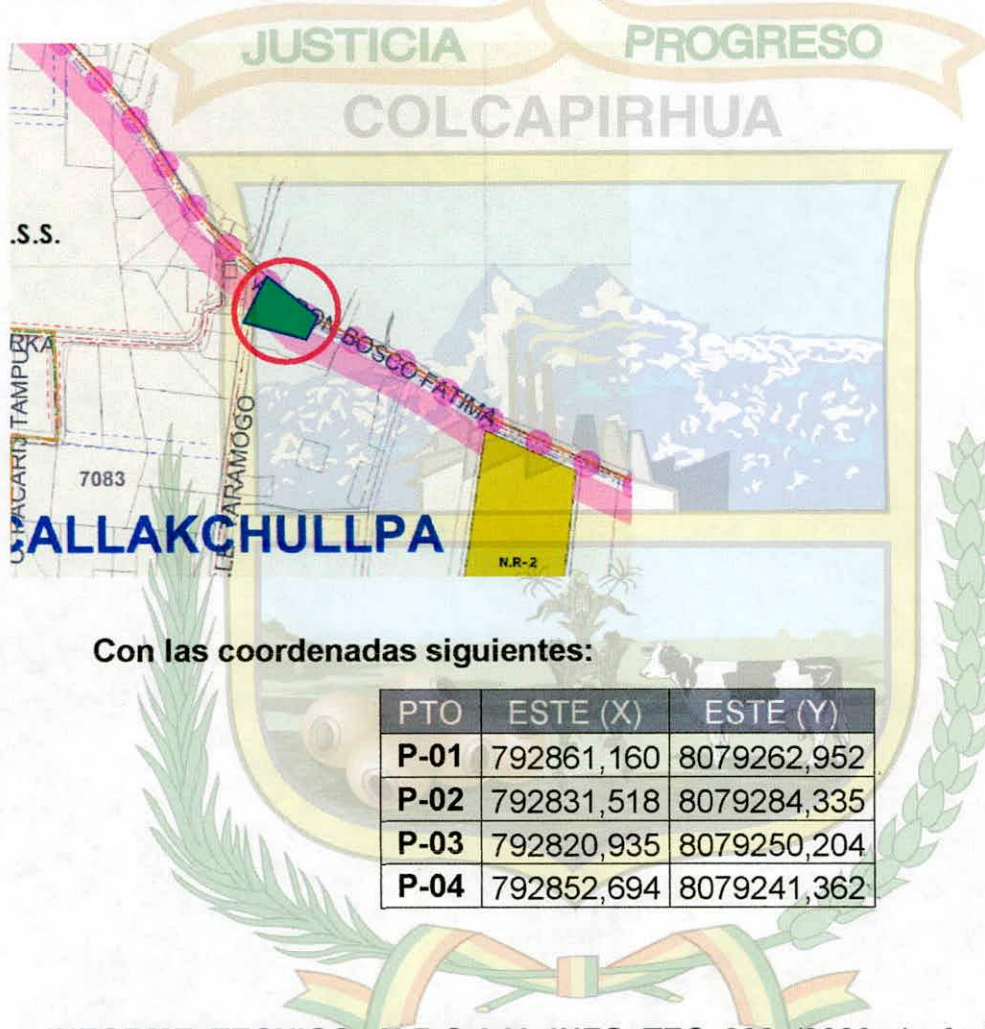 JUSTICIA PROGRESO
COLCAPIRHUA
.S.S.
BOSCO FATIMA
TAMPU
ARAMOGO
7083
ALLAKCHULLPA
N.R-2
Con las coordenadas siguientes:
PTO ESTE (X) ESTE (Y)
P-01 792861,160 8079262,952
P-02 792831,518 8079284,335
P-03 792820,935 8079250,204
P-04 792852,694 8079241,362